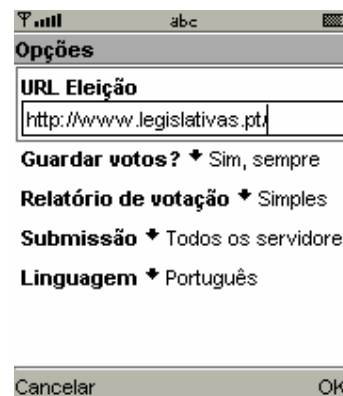 abc
Opções
URL Eleição
http://www.legislativas.pt/
Guardar votos? Sim, sempre
Relatório de votação Simples
Submissão Todos os servidore
Linguagem Português
Cancelar OK